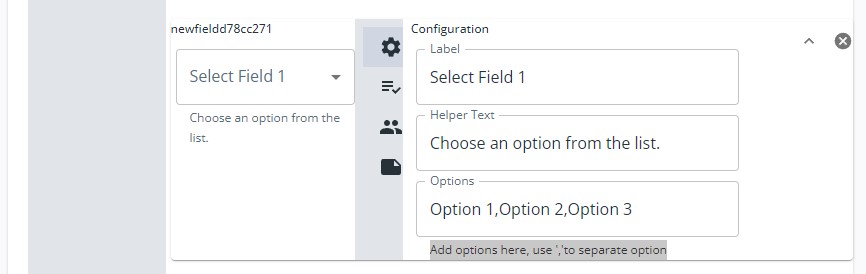 newfieldd78cc271
Select Field 1
Choose an option from the
list.
Configuration
Label
Select Field 1
Helper Text
Choose an option from the list.
Options
Option 1,Option 2,Option 3
Add options here, use ','to separate option